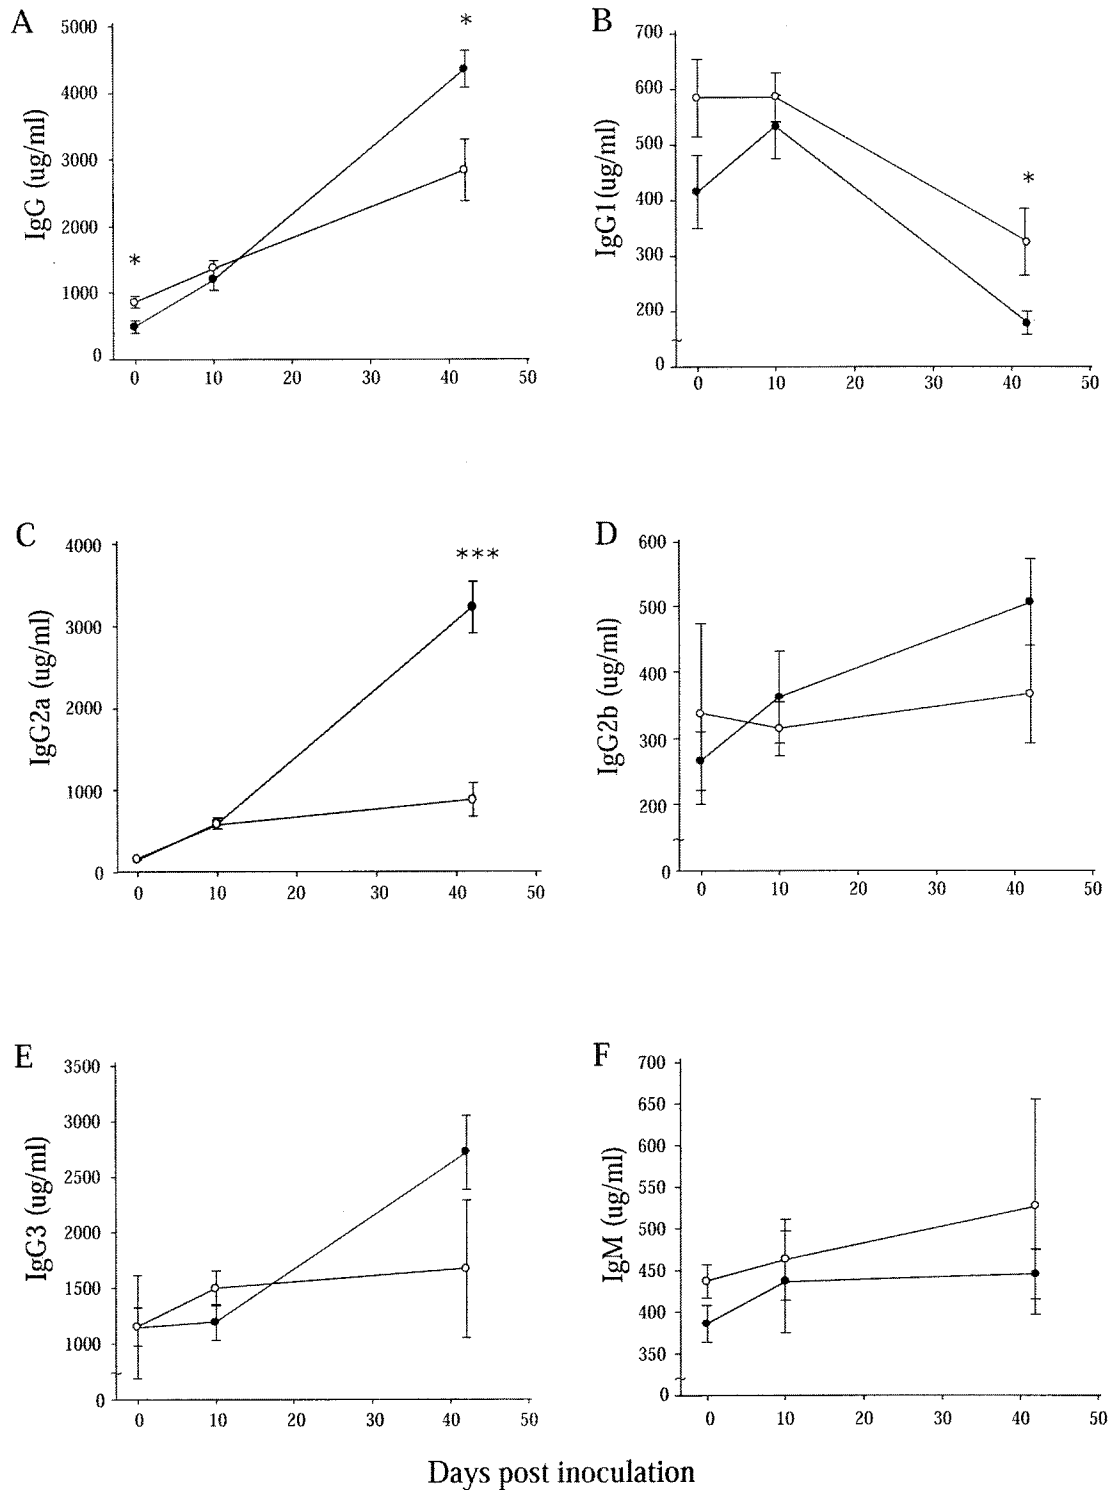 A
IgG (ug/ml)
5000
4000
3000
2000
1000
0
*
*
0 10 20 30 40 50
B
IgG1 (ug/ml)
700
600
500
400
300
200
0
*
0 10 20 30 40 50
C
IgG2a (ug/ml)
4000
3000
2000
1000
0
***
0 10 20 30 40 50
D
IgG2b (ug/ml)
600
500
400
300
200
0
0 10 20 30 40 50
E
IgG3 (ug/ml)
3500
3000
2500
2000
1500
1000
0
0 10 20 30 40 50
F
IgM (ug/ml)
700
650
600
550
500
450
400
350
0
0 10 20 30 40 50
Days post inoculation